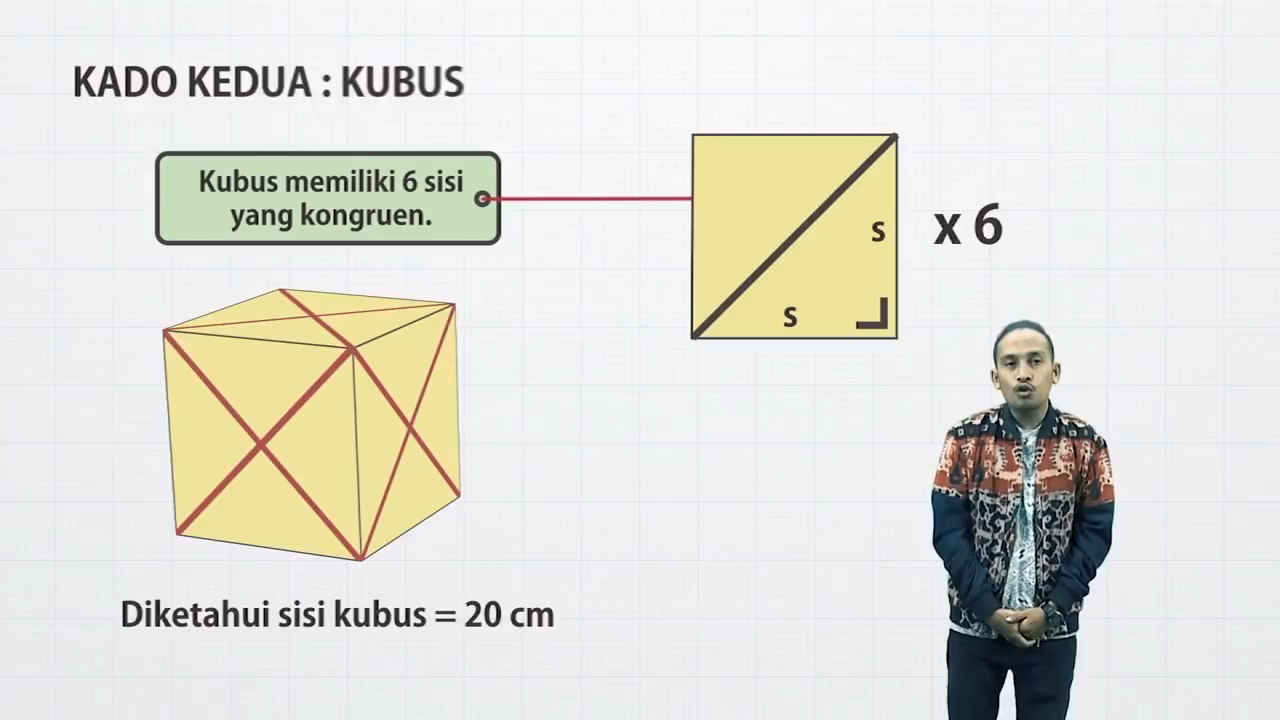 KADO KEDUA : KUBUS
Kubus memiliki 6 sisi
yang kongruen.
s
s
x 6
Diketahui sisi kubus = 20 cm